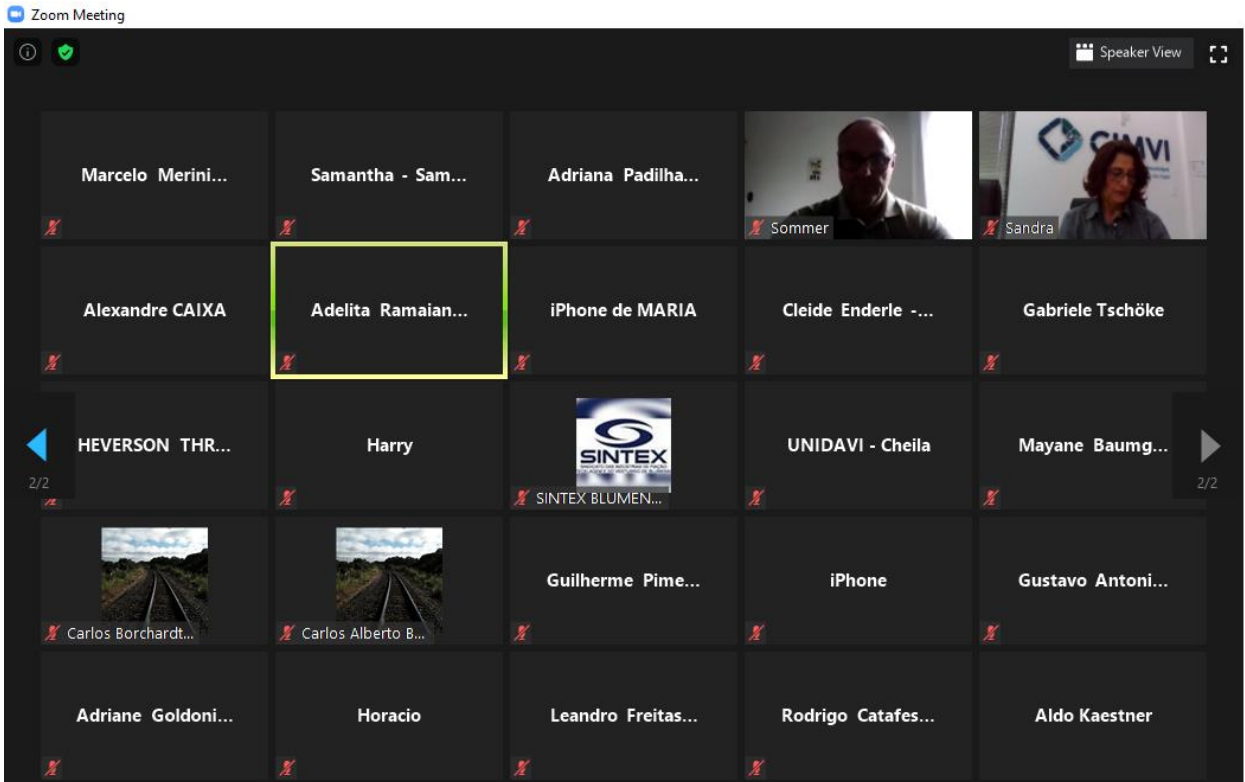 Zoom Meeting
Speaker View
Marcelo Merini...
Samantha - Sam...
Adriana Padilha...
Sommer
CIMVI
Sandra
Alexandre CAIXA
Adelita Ramaian...
iPhone de MARIA
Cleide Enderle -...
Gabriele Tschöke
HEVERSON THR...
Harry
SINTEX
SINTEX BLUMEN...
UNIDAVI - Cheila
Mayane Baumg...
2/2
2/2
Carlos Borchardt...
Carlos Alberto B...
Guilherme Pime...
iPhone
Gustavo Antoni...
Adriane Goldoni...
Horacio
Leandro Freitas...
Rodrigo Catafes...
Aldo Kaestner